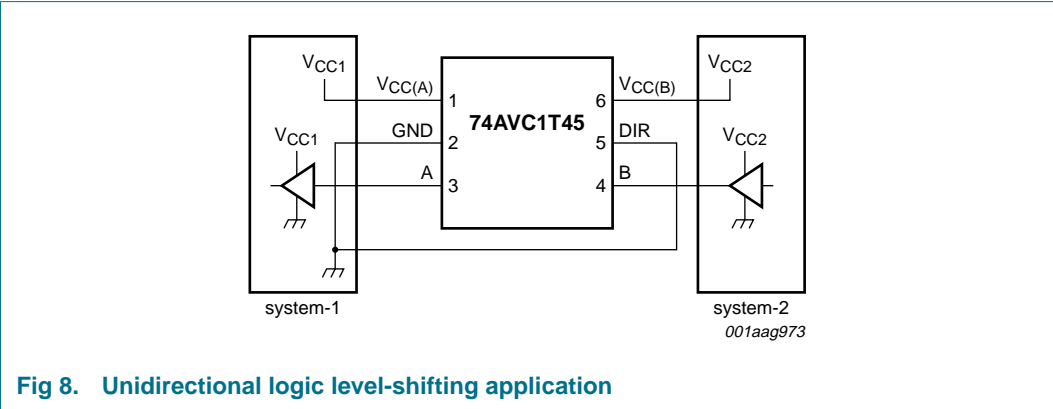 VCC1
VCC(A)
1
VCC1
GND
2
A
3
74AVC1T45
VCC2
VCC(B)
6
VCC2
DIR
5
B
4
system-1
system-2
001aag973
Fig 8. Unidirectional logic level-shifting application